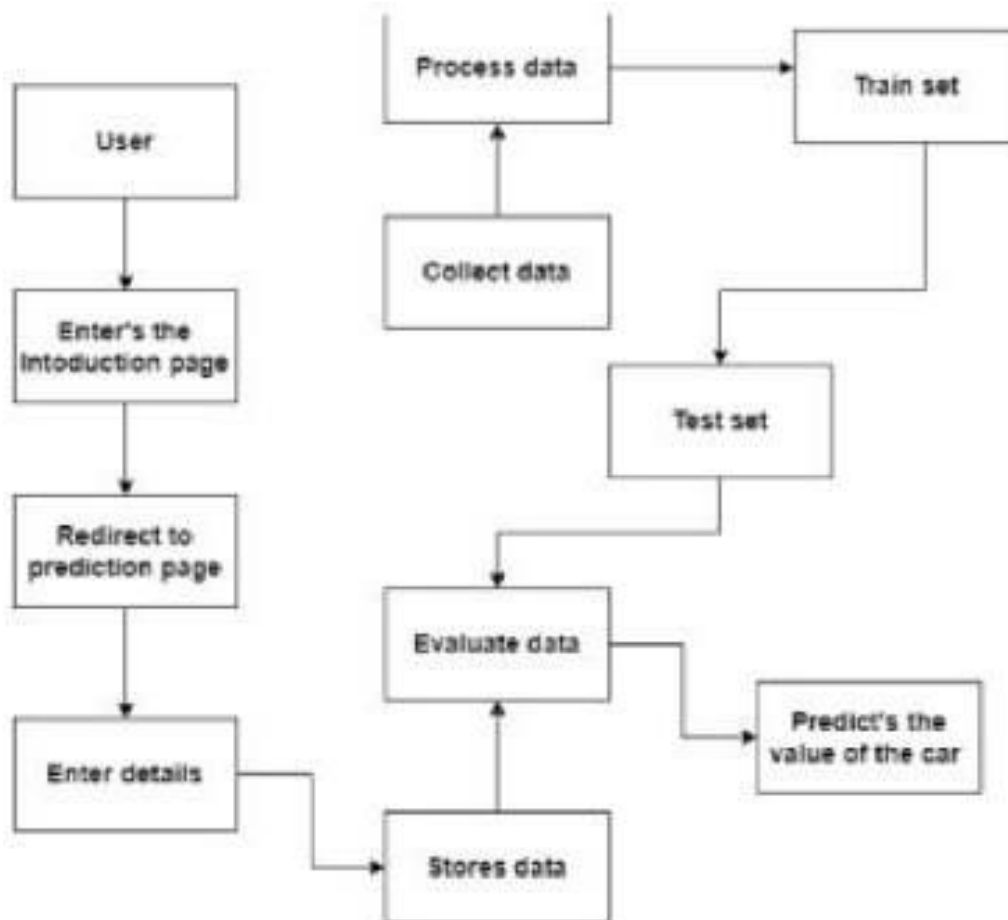 Process data
Train set
User
Collect data
Enter's the
Intoduction page
Test set
Redirect to
prediction page
Evaluate data
Predict's the
value of the car
Enter details
Stores data